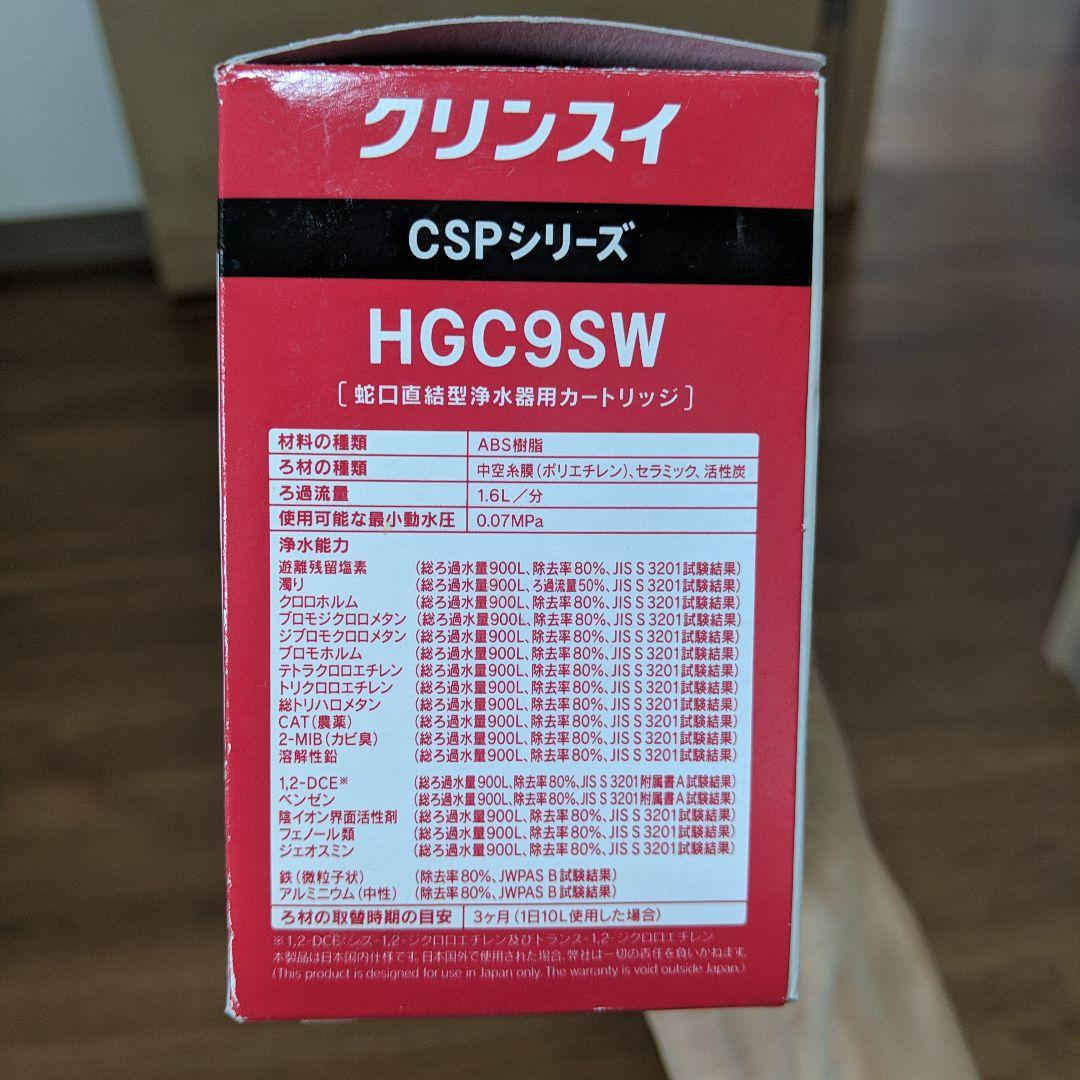 クリンスイ
CSPシリーズ
HGC9SW
[蛇口直結型浄水器用カートリッジ]
材料の種類 ABS樹脂
ろ材の種類 中空糸膜(ポリエチレン)、セラミック、活性炭
ろ過流量 1.6L/分
使用可能な最小動水圧 0.07MPa
浄水能力
遊離残留塩素 (総ろ過水量900L、除去率80%、JIS S 3201試験結果)
濁り (総ろ過水量900L、ろ過流量50%、JIS S 3201試験結果)
クロロホルム (総ろ過水量900L、除去率80%、JIS S 3201試験結果)
ブロモジクロロメタン (総ろ過水量900L、除去率80%、JIS S 3201試験結果)
ジブロモクロロメタン (総ろ過水量900L、除去率80%、JIS S 3201試験結果)
ブロモホルム (総ろ過水量900L、除去率80%、JIS S 3201試験結果)
テトラクロロエチレン (総ろ過水量900L、除去率80%、JIS S 3201試験結果)
トリクロロエチレン (総ろ過水量900L、除去率80%、JIS S 3201試験結果)
総トリハロメタン (総ろ過水量900L、除去率80%、JIS S 3201試験結果)
CAT(農薬) (総ろ過水量900L、除去率80%、JIS S 3201試験結果)
2-MIB(カビ臭) (総ろ過水量900L、除去率80%、JIS S 3201試験結果)
溶解性鉛 (総ろ過水量900L、除去率80%、JIS S 3201試験結果)
1,2-DCE※ (総ろ過水量900L、除去率80%、JIS S 3201附属書A試験結果)
ベンゼン (総ろ過水量900L、除去率80%、JIS S 3201附属書A試験結果)
陰イオン界面活性剤 (総ろ過水量900L、除去率80%、JIS S 3201試験結果)
フェノール類 (総ろ過水量900L、除去率80%、JIS S 3201試験結果)
ジェオスミン (総ろ過水量900L、除去率80%、JIS S 3201試験結果)
鉄(微粒子状) (除去率80%、JWPAS B試験結果)
アルミニウム(中性) (除去率80%、JWPAS B試験結果)
ろ材の取替時期の目安 3ヶ月(1日10L使用した場合)
※1,2-DCE/シス-1,2-ジクロロエチレン及びトランス-1,2-ジクロロエチレン
本製品は日本国内仕様です。日本国外で使用された場合、弊社は一切の責任を負いかねます。
(This product is designed for use in Japan only. The warranty is void outside Japan.)